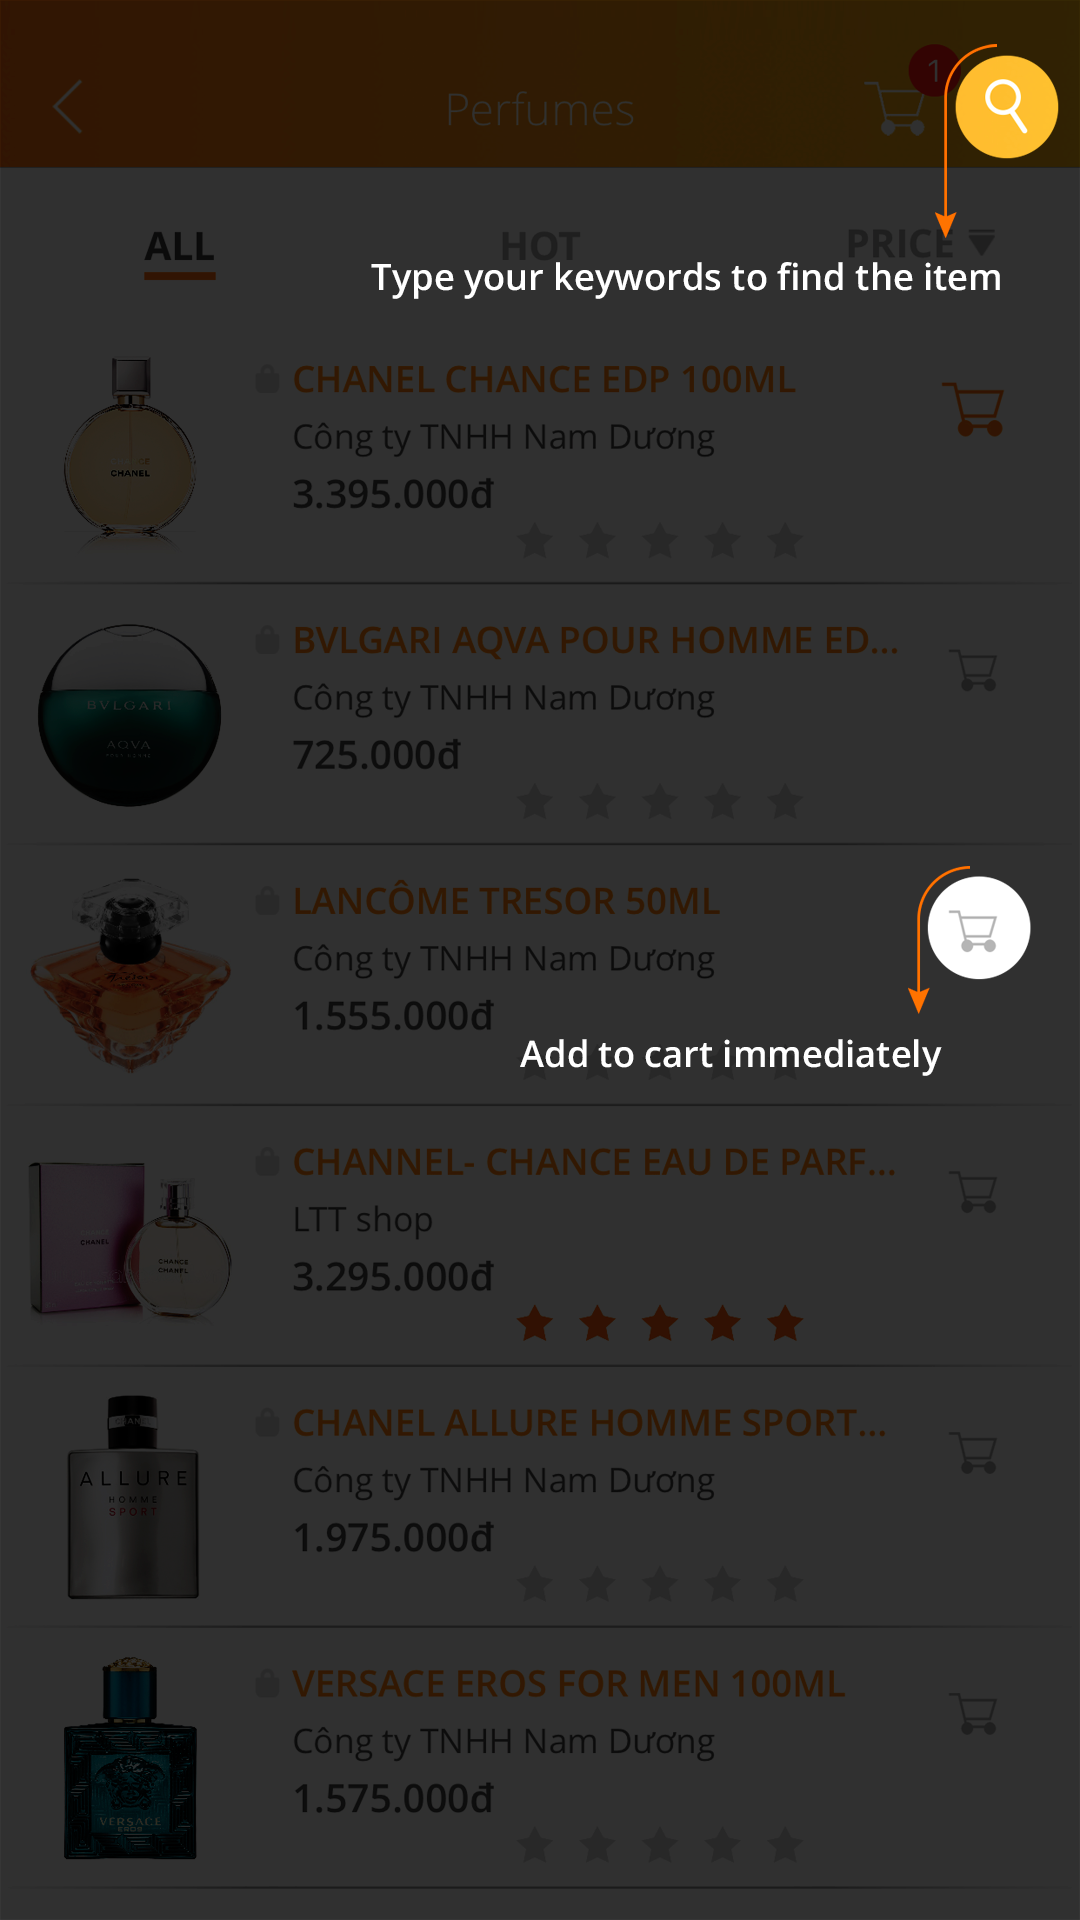 1
Perfumes
ALL
HOT
PRICE
Type your keywords to find the item
CHANEL CHANCE EDP 100ML
Công ty TNHH Nam Dương
3.395.000đ
CHANEL
BVLGARI AQVA POUR HOMME ED...
Công ty TNHH Nam Dương
725.000đ
BVLGARI
AQVA
LANCÔME TRESOR 50ML
Công ty TNHH Nam Dương
1.555.000đ
Add to cart immediately
CHANNEL- CHANCE EAU DE PARF...
LTT shop
3.295.000đ
CHANEL
CHANCE
CHANEL
CHANEL ALLURE HOMME SPORT...
Công ty TNHH Nam Dương
1.975.000đ
ALLURE
HOMME
SPORT
VERSACE EROS FOR MEN 100ML
Công ty TNHH Nam Dương
1.575.000đ
VERSACE
EROS